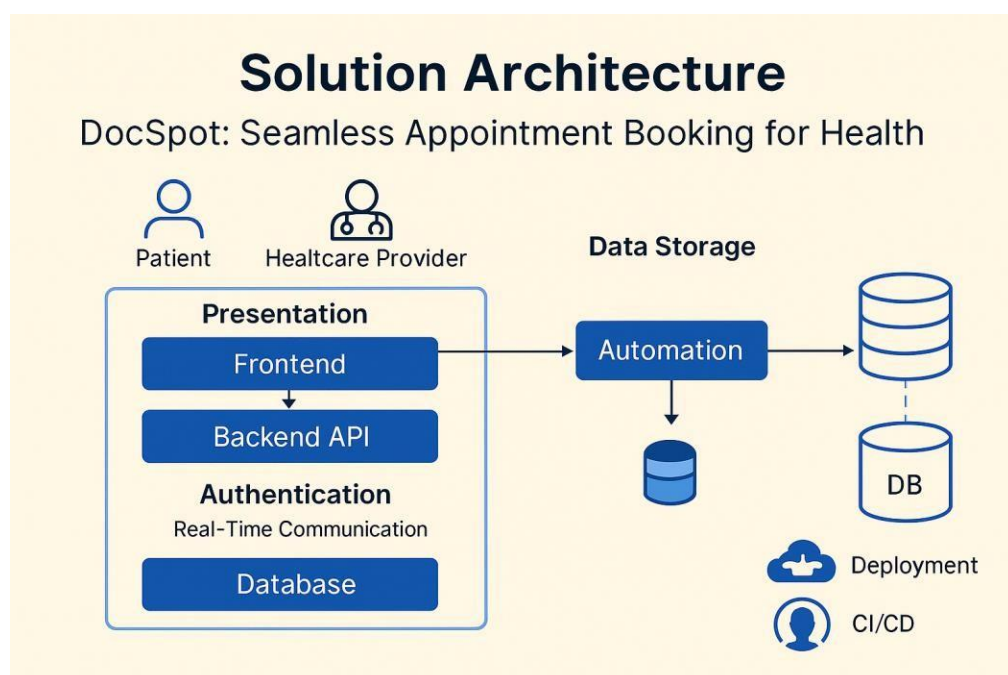 Solution Architecture
DocSpot: Seamless Appointment Booking for Health
Patient
Healtcare Provider
Presentation
Frontend
Backend API
Authentication
Real-Time Communication
Database
Data Storage
Automation
DB
Deployment
CI/CD